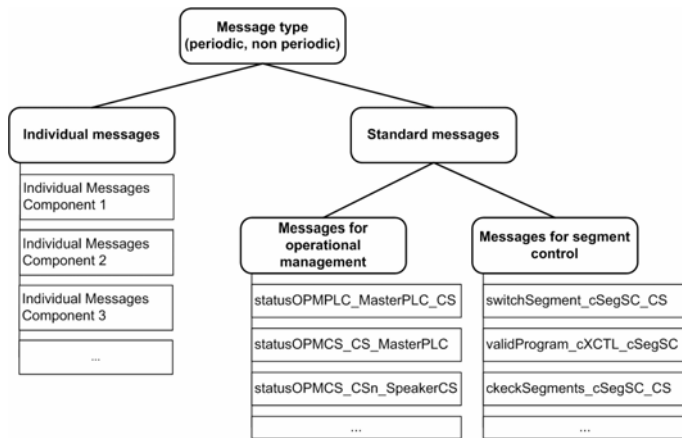 Message type
(periodic, non periodic)
Individual messages
Standard messages
Individual Messages
Component 1
Individual Messages
Component 2
Individual Messages
Component 3
...
Messages for
operational
management
statusOPMPLC_MasterPLC_CS
statusOPMCS_CS_MasterPLC
statusOPMCS_CSn_SpeakerCS
...
Messages for segment
control
switchSegment_cSegSC_CS
validProgram_cXCTL_cSegSC
ckeckSegments_cSegSC_CS
...